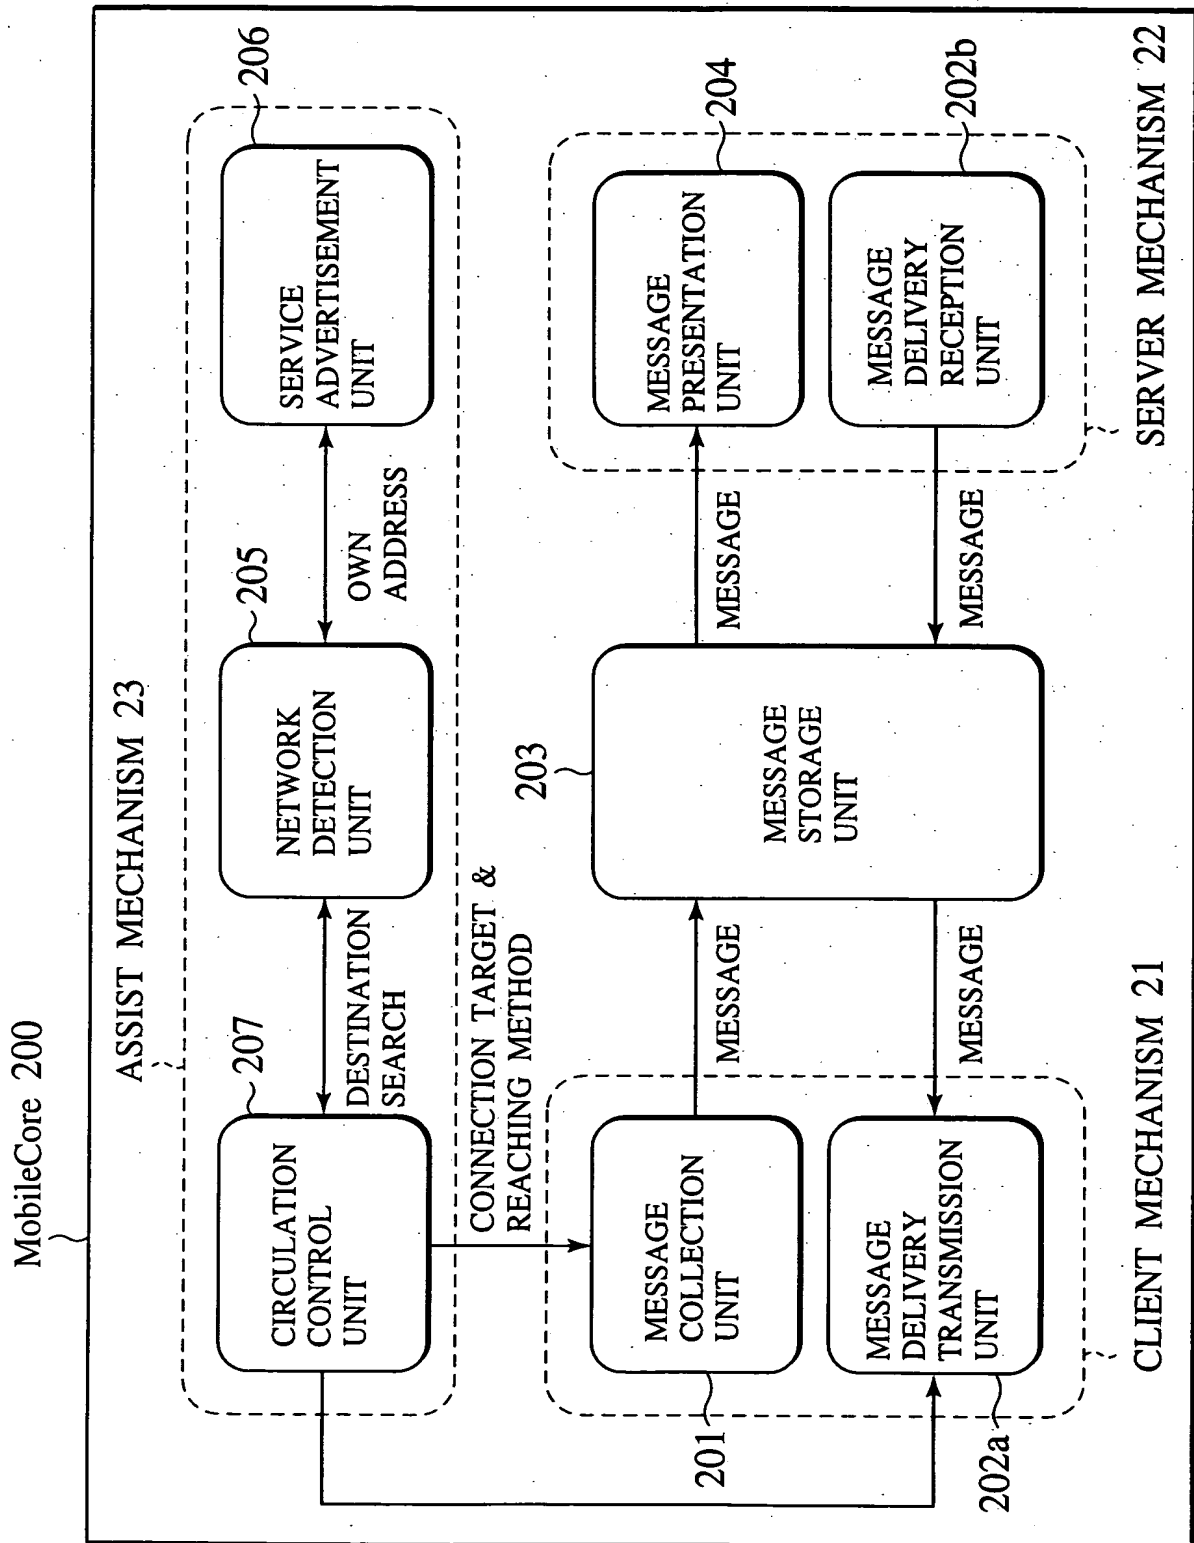 MobileCore 200
ASSIST MECHANISM 23
207
205
206
CIRCULATION
CONTROL
UNIT
DESTINATION
SEARCH
NETWORK
DETECTION
UNIT
OWN
ADDRESS
SERVICE
ADVERTISEMENT
UNIT
CONNECTION TARGET &
REACHING METHOD
203
204
201
MESSAGE
COLLECTION
UNIT
MESSAGE
MESSAGE
STORAGE
UNIT
MESSAGE
MESSAGE
PRESENTATION
UNIT
202a
MESSAGE
DELIVERY
TRANSMISSION
UNIT
MESSAGE
MESSAGE
MESSAGE
DELIVERY
RECEPTION
UNIT
202b
CLIENT MECHANISM 21
SERVER MECHANISM 22